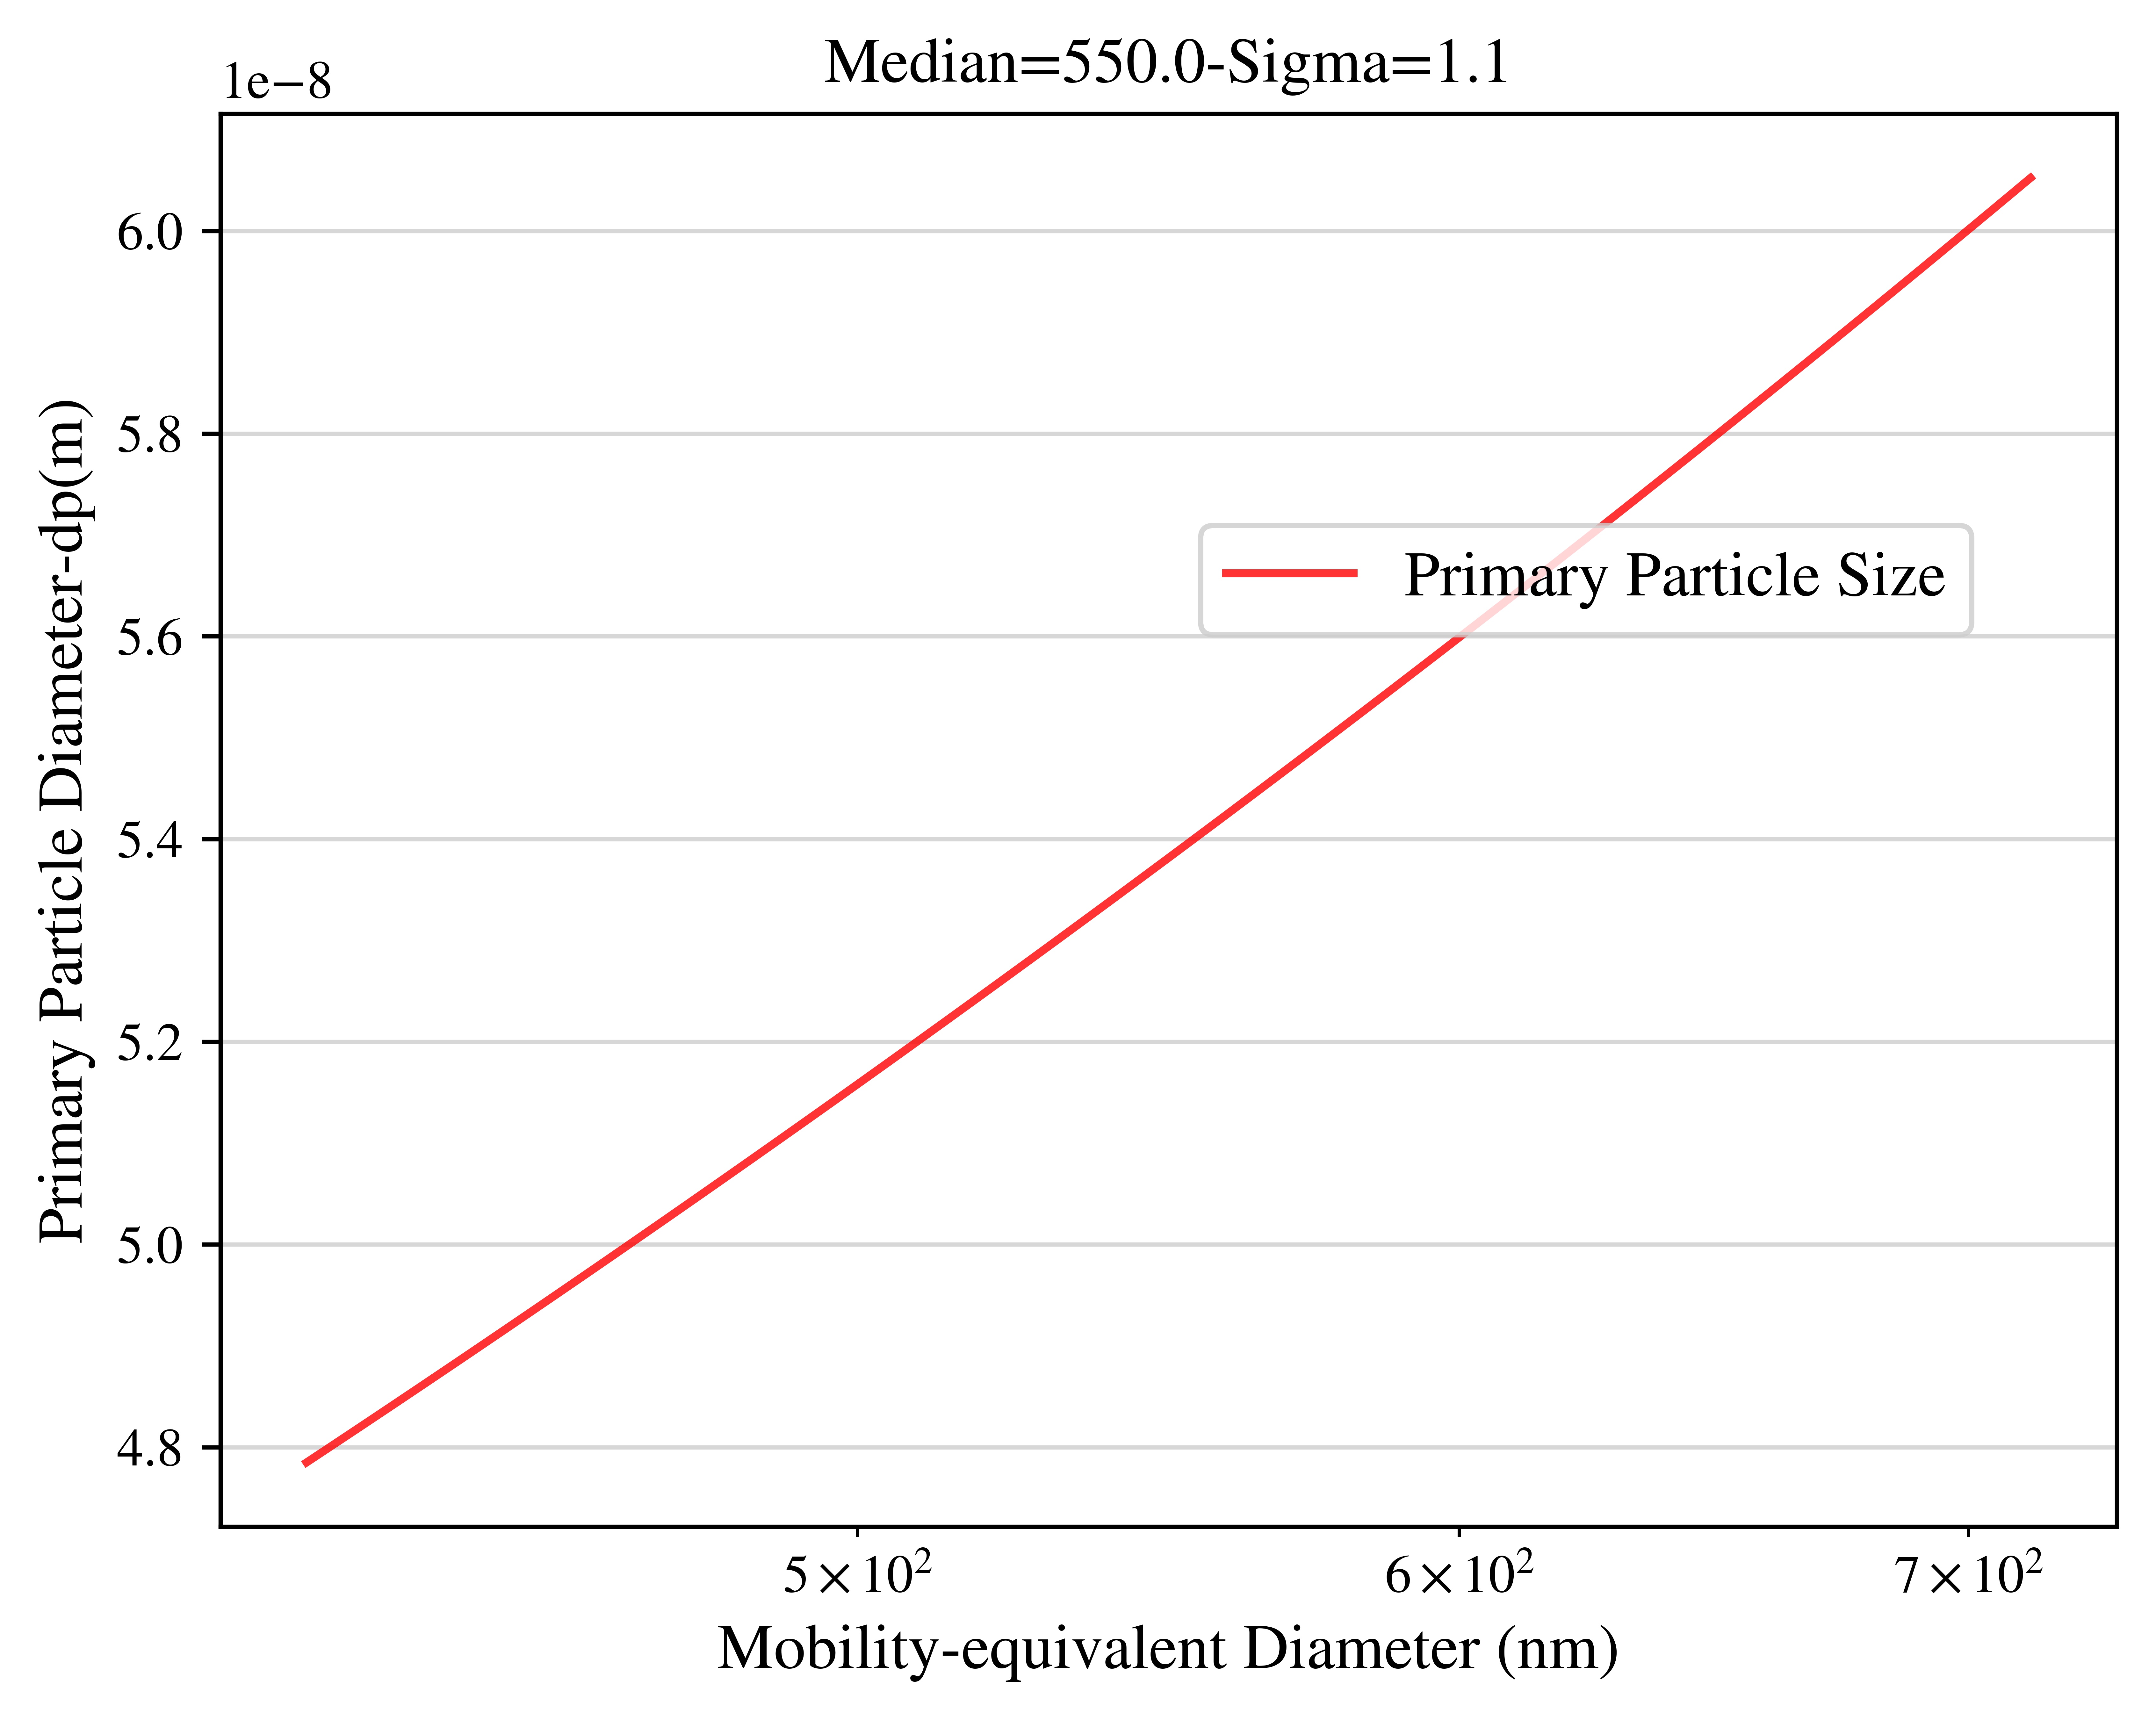 Median=550.0-Sigma=1.1
1e−8
6.0
5.8
5.6
5.4
5.2
5.0
4.8
Primary Particle Diameter-dp(m)
Primary Particle Size
5×10²
6×10²
7×10²
Mobility-equivalent Diameter (nm)